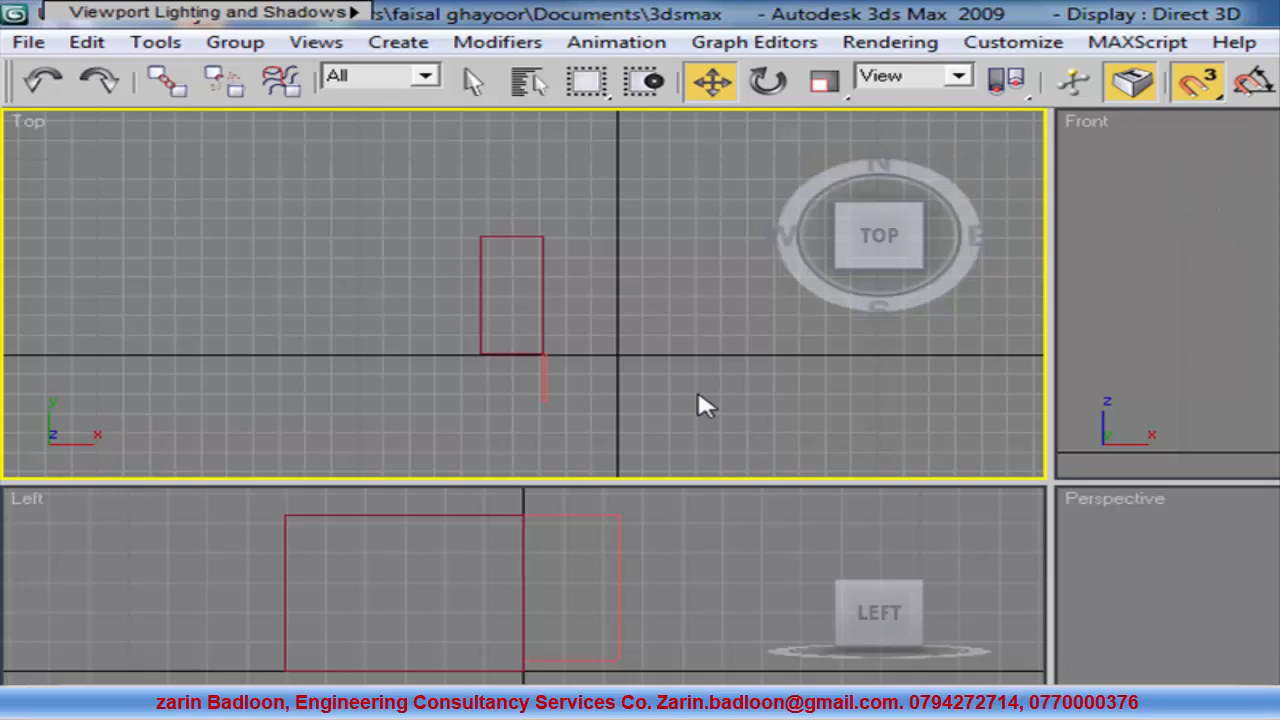 Viewport Lighting and Shadows s\faisal ghayoor\Documents\3dsmax - Autodesk 3ds Max 2009 - Display : Direct 3D
File Edit Tools Group Views Create Modifiers Animation Graph Editors Rendering Customize MAXScript Help
All View 3
Top Front
N
W TOP E
S
y z x z y x
Left Perspective
LEFT
zarin Badloon, Engineering Consultancy Services Co. Zarin.badloon@gmail.com. 0794272714, 0770000376